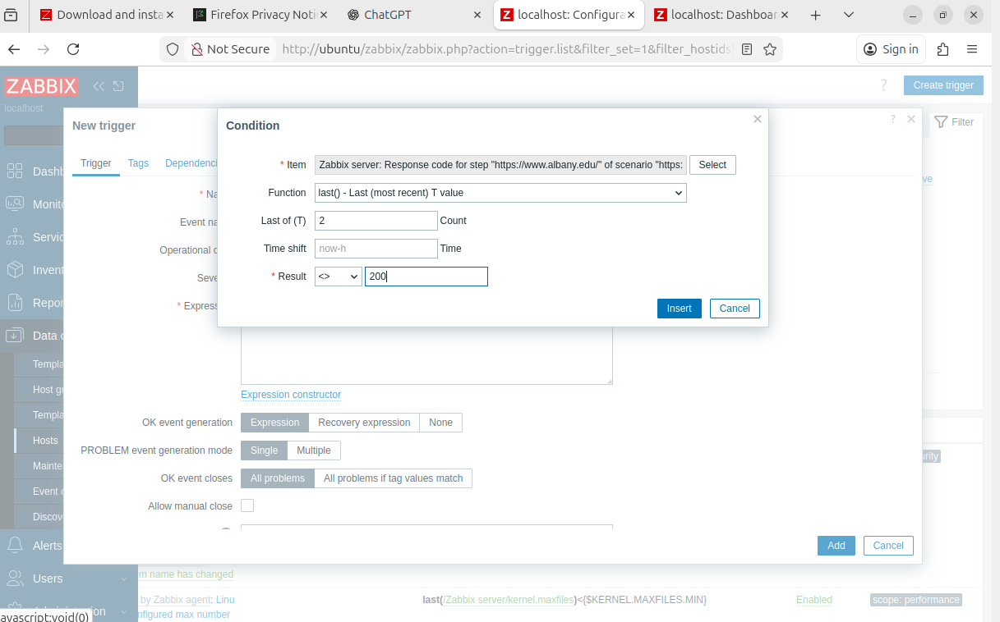 Download and insta
Firefox Privacy Noti
ChatGPT
localhost: Configura
localhost: Dashboar
Not Secure
http://ubuntu/zabbix/zabbix.php?action=trigger.list&filter_set=1&filter_hostids
Sign in
ZABBIX
localhost
?
Create trigger
Filter
New trigger
?
Condition
Trigger
Tags
Dependenci
* Item
Zabbix server: Response code for step "https://www.albany.edu/" of scenario "https:
Select
Dashb
ve
* Na
Function
last() - Last (most recent) T value
Monito
Event na
Last of (T)
2
Count
Servic
Operational d
Time shift
now-h
Time
Invent
Seve
* Result
<>
200
Repor
* Express
Insert
Cancel
Data c
Templa
Host gr
Expression constructor
Templa
OK event generation
Expression
Recovery expression
None
Hosts
PROBLEM event generation mode
Single
Multiple
urity
Mainte
OK event closes
All problems
All problems if tag values match
Event c
Allow manual close
Discov
Alerts
Add
Cancel
Users
em name has changed
by Zabbix agent: Linu
last(/Zabbix server/kernel.maxfiles)<{$KERNEL.MAXFILES.MIN}
Enabled
scope: performance
nfigured max number
avascript:void(0)